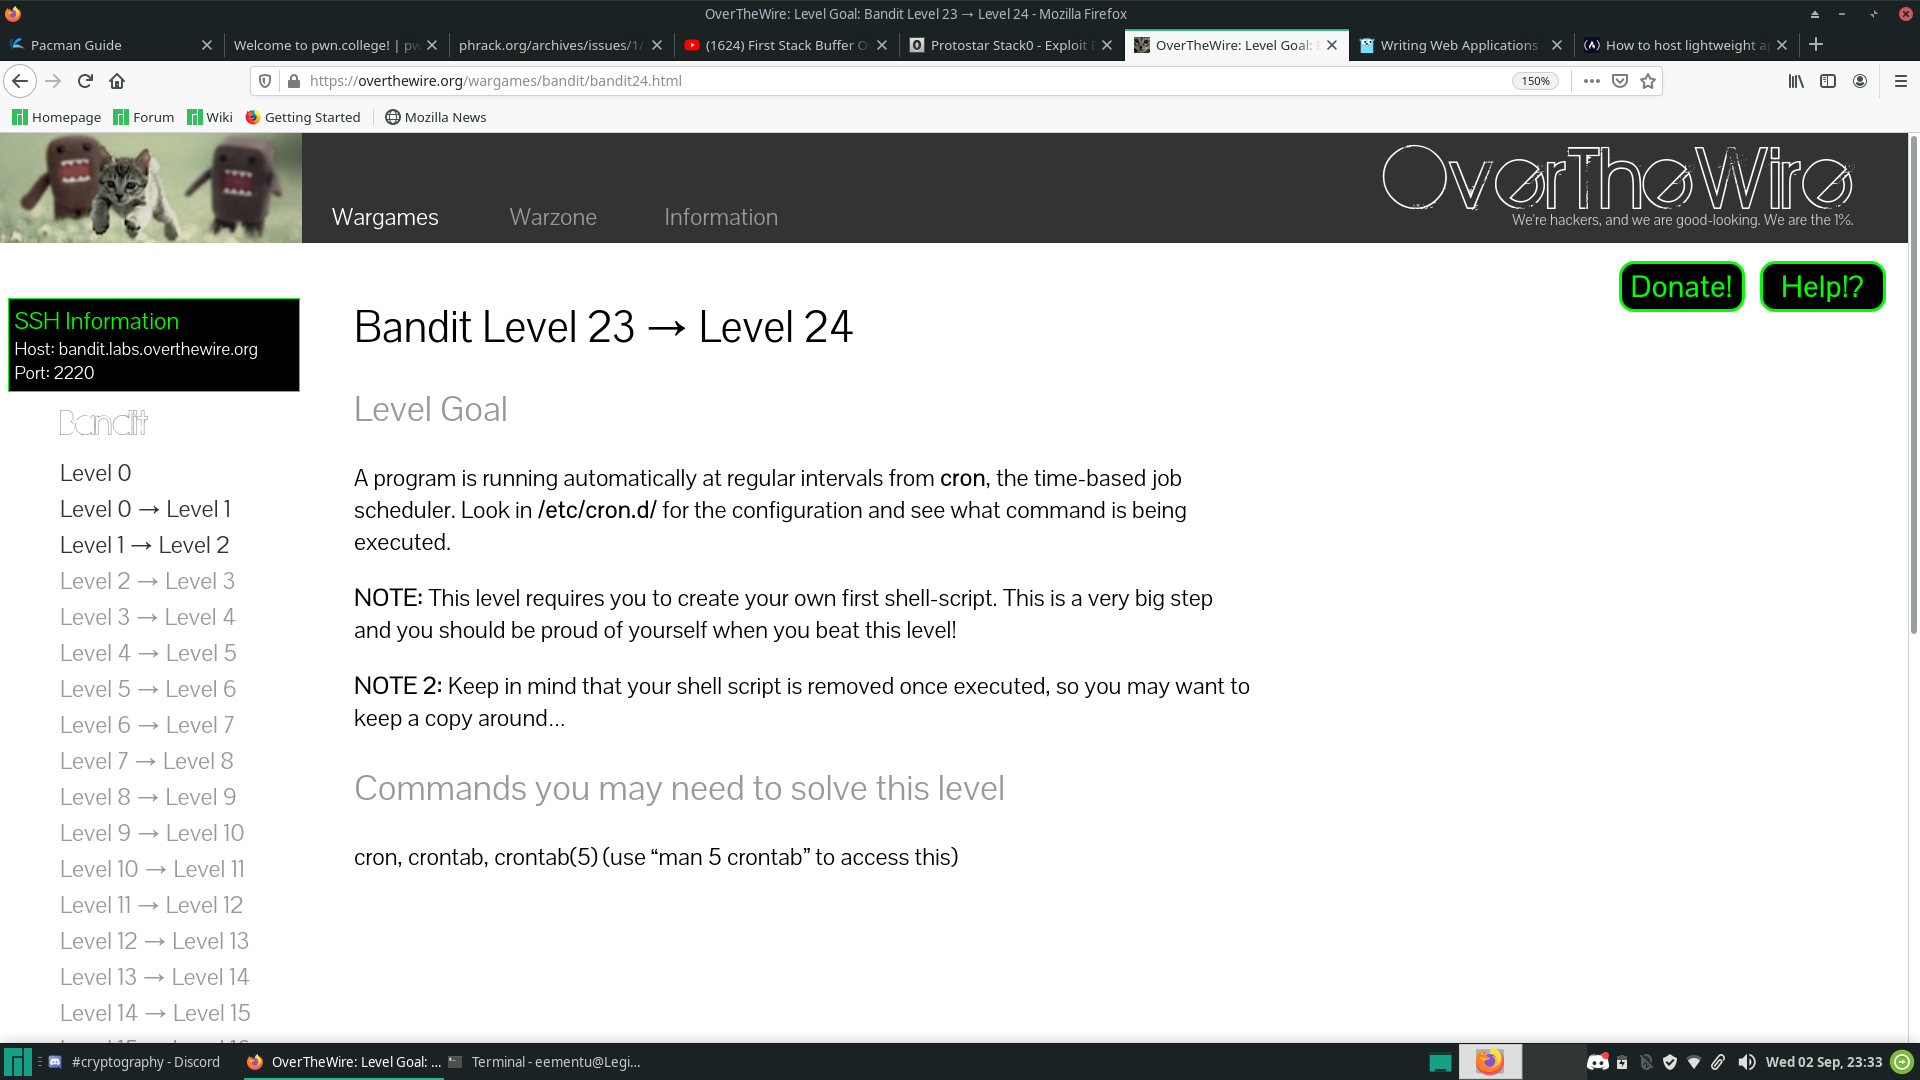 OverTheWire: Level Goal: Bandit Level 23 → Level 24 - Mozilla Firefox
Pacman Guide
Welcome to pwn.college! | pw
phrack.org/archives/issues/1/
(1624) First Stack Buffer O
Protostar Stack0 - Exploit E
OverTheWire: Level Goal: B
Writing Web Applications
How to host lightweight a
https://overthewire.org/wargames/bandit/bandit24.html
150%
Homepage
Forum
Wiki
Getting Started
Mozilla News
Wargames
Warzone
Information
OverTheWire
We're hackers, and we are good-looking. We are the 1%.
Donate!
Help!?
SSH Information
Host: bandit.labs.overthewire.org
Port: 2220
Bandit
Level 0
Level 0 → Level 1
Level 1 → Level 2
Level 2 → Level 3
Level 3 → Level 4
Level 4 → Level 5
Level 5 → Level 6
Level 6 → Level 7
Level 7 → Level 8
Level 8 → Level 9
Level 9 → Level 10
Level 10 → Level 11
Level 11 → Level 12
Level 12 → Level 13
Level 13 → Level 14
Level 14 → Level 15
Bandit Level 23 → Level 24
Level Goal
A program is running automatically at regular intervals from cron, the time-based job
scheduler. Look in /etc/cron.d/ for the configuration and see what command is being
executed.
NOTE: This level requires you to create your own first shell-script. This is a very big step
and you should be proud of yourself when you beat this level!
NOTE 2: Keep in mind that your shell script is removed once executed, so you may want to
keep a copy around…
Commands you may need to solve this level
cron, crontab, crontab(5) (use “man 5 crontab” to access this)
#cryptography - Discord
OverTheWire: Level Goal: ...
Terminal - eementu@Legi...
Wed 02 Sep, 23:33